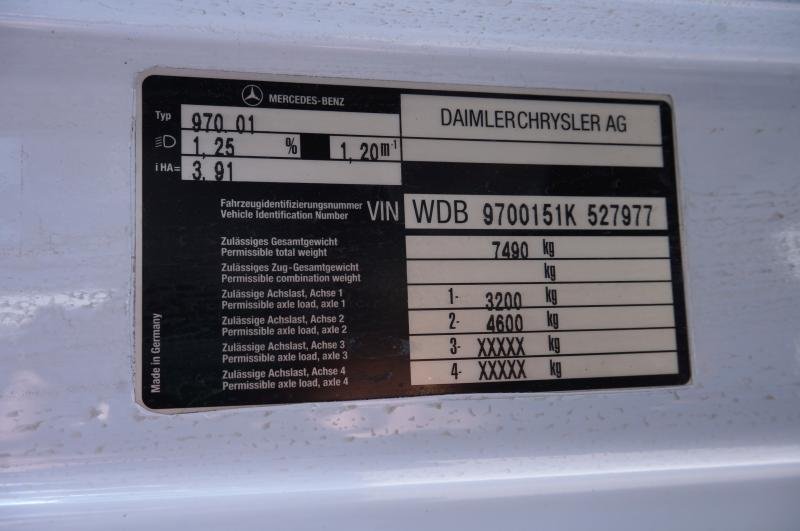 MERCEDES-BENZ
Typ 970.01
1,25 % 1,20m⁻¹
i HA= 3.91
DAIMLERCHRYSLER AG
Fahrzeugidentifizierungsnummer
Vehicle Identification Number VIN WDB 9700151K 527977
Zulässiges Gesamtgewicht
Permissible total weight 7490 kg
Zulässiges Zug-Gesamtgewicht
Permissible combination weight kg
Zulässige Achslast, Achse 1
Permissible axle load, axle 1 1- 3200 kg
Zulässige Achslast, Achse 2
Permissible axle load, axle 2 2- 4600 kg
Zulässige Achslast, Achse 3
Permissible axle load, axle 3 3- XXXXX kg
Zulässige Achslast, Achse 4
Permissible axle load, axle 4 4- XXXXX kg
Made in Germany